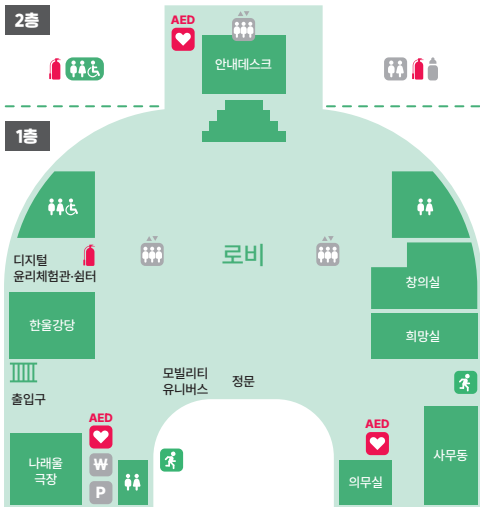 2층
AED
안내데스크
1층
디지털
윤리체험관·쉼터
로비
창의실
한울강당
희망실
모빌리티
유니버스
정문
출입구
AED
AED
나래울
극장
₩
P
의무실
사무동